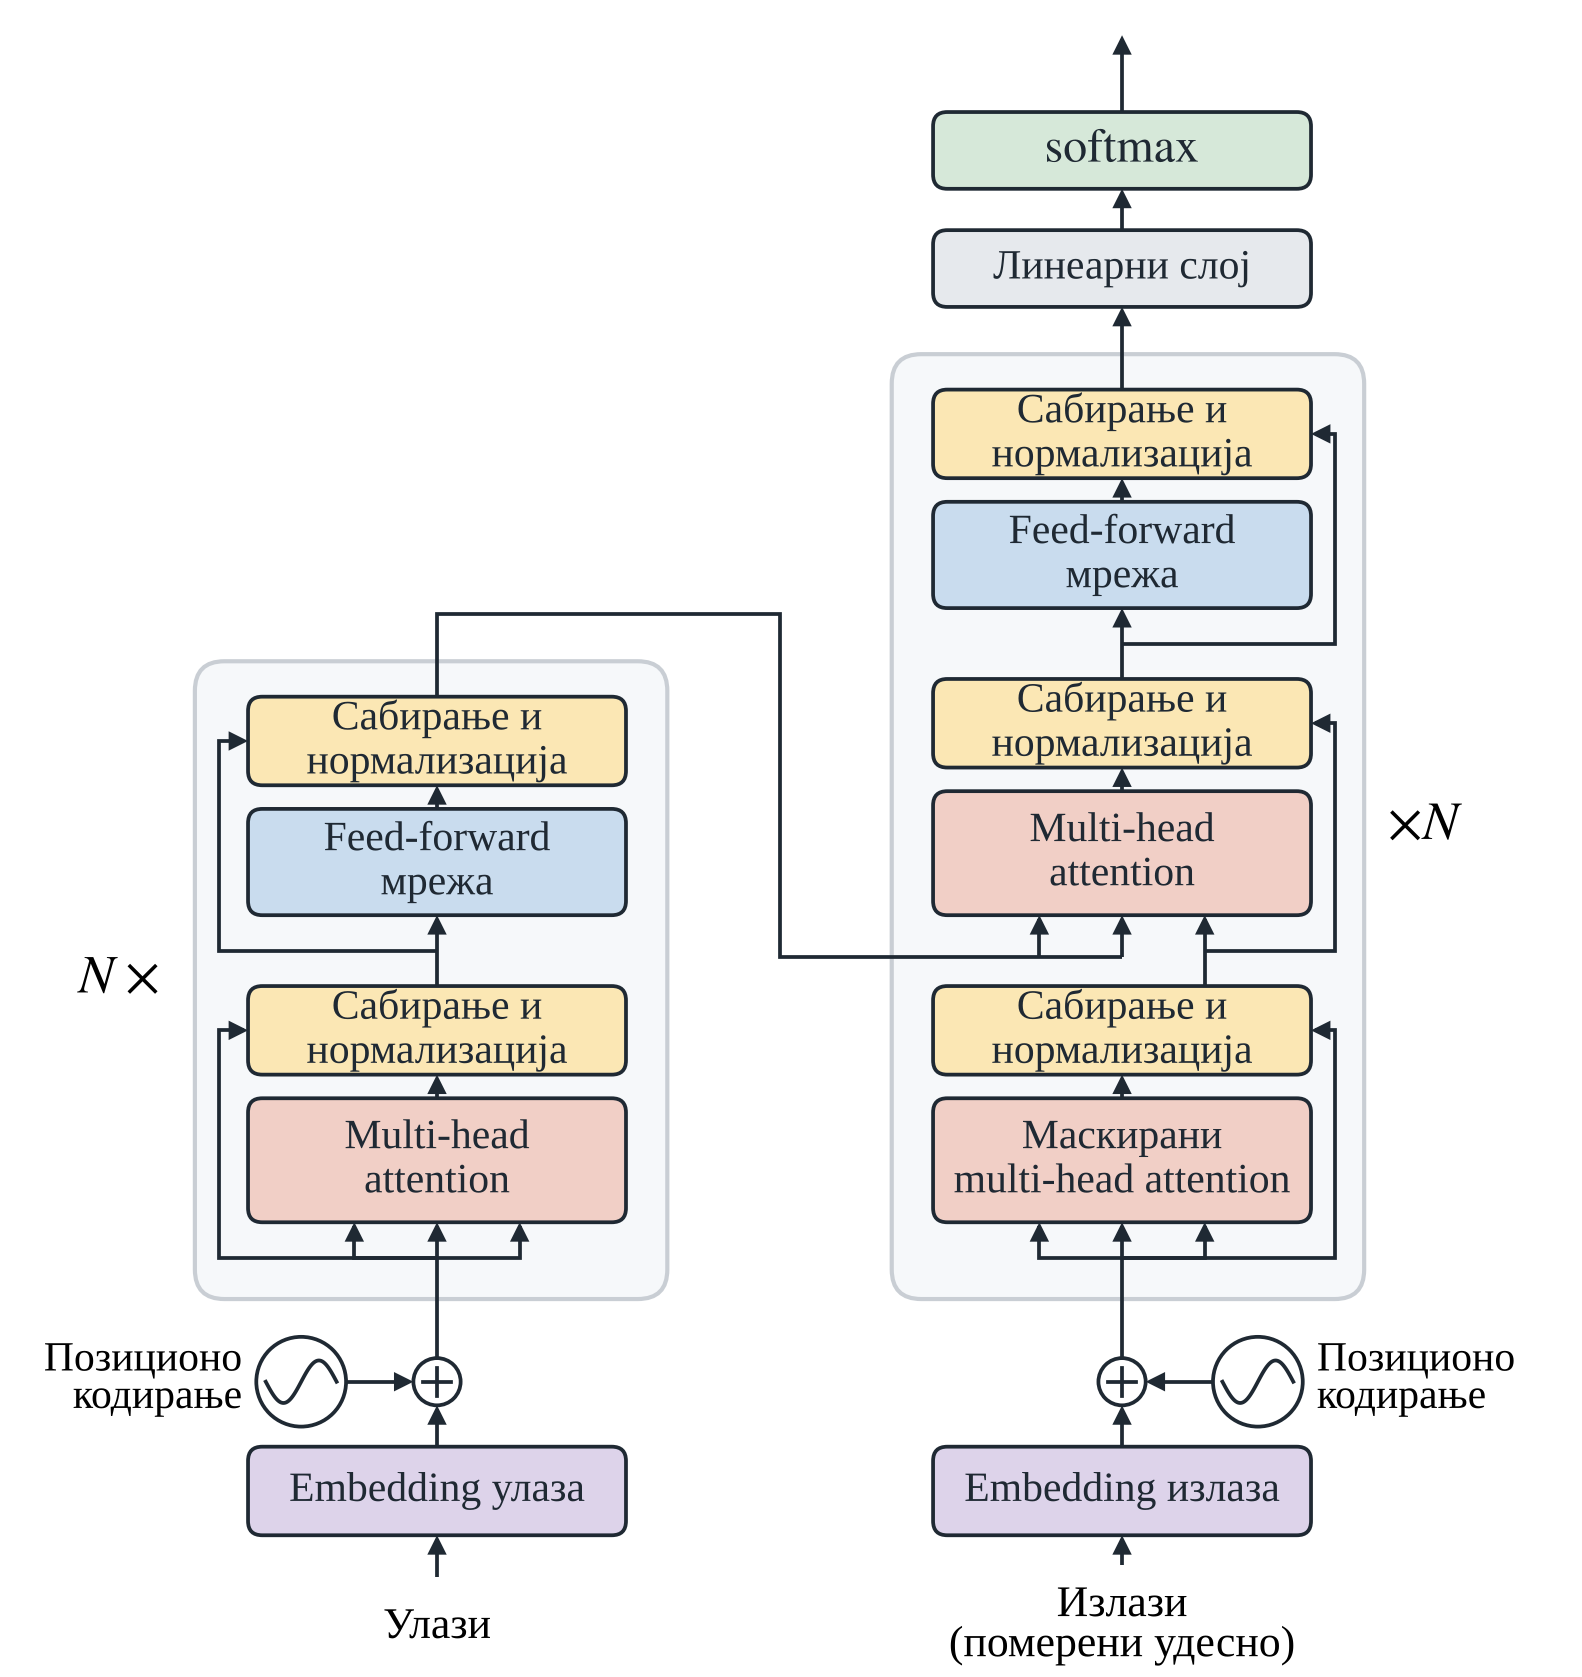 softmax
Линеарни слој
Сабирање и
нормализација
Feed-forward
мрежа
Сабирање и
нормализација
Multi-head
attention
×N
Сабирање и
нормализација
Маскирани
multi-head attention
Позиционо
кодирање
Embedding излаза
Излази
(померени удесно)
Сабирање и
нормализација
Feed-forward
мрежа
N×
Сабирање и
нормализација
Multi-head
attention
Позиционо
кодирање
Embedding улаза
Улази